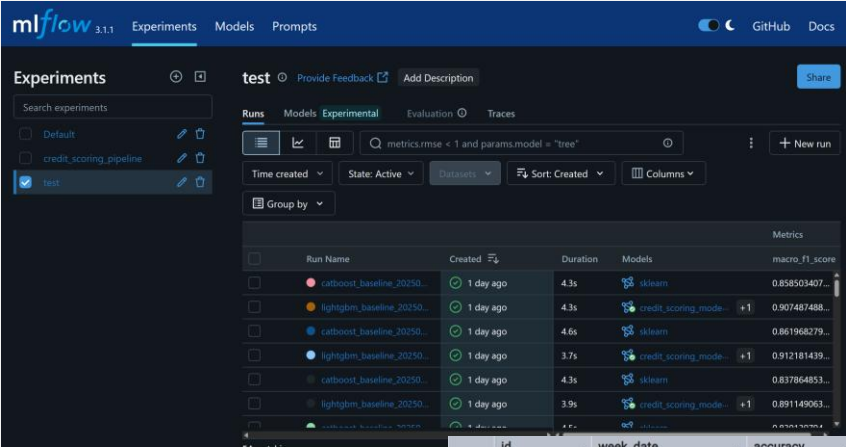 mlflow 3.1.1 Experiments Models Prompts GitHub Docs
Experiments
Search experiments
Default
credit_scoring_pipeline
test
test Provide Feedback Add Description Share
Runs Models Experimental Evaluation Traces
metrics.rmse < 1 and params.model = "tree" New run
Time created State: Active Datasets Sort: Created Columns
Group by
Metrics
Run Name Created Duration Models macro_f1_score
catboost_baseline_20250... 1 day ago 4.3s sklearn 0.858503407...
lightgbm_baseline_20250... 1 day ago 4.3s credit_scoring_mode... +1 0.907487488...
catboost_baseline_20250... 1 day ago 4.6s sklearn 0.861968279...
lightgbm_baseline_20250... 1 day ago 3.7s credit_scoring_mode... +1 0.912181439...
catboost_baseline_20250... 1 day ago 4.3s sklearn 0.837864853...
lightgbm_baseline_20250... 1 day ago 3.9s credit_scoring_mode... +1 0.891149063...
id week_date accuracy